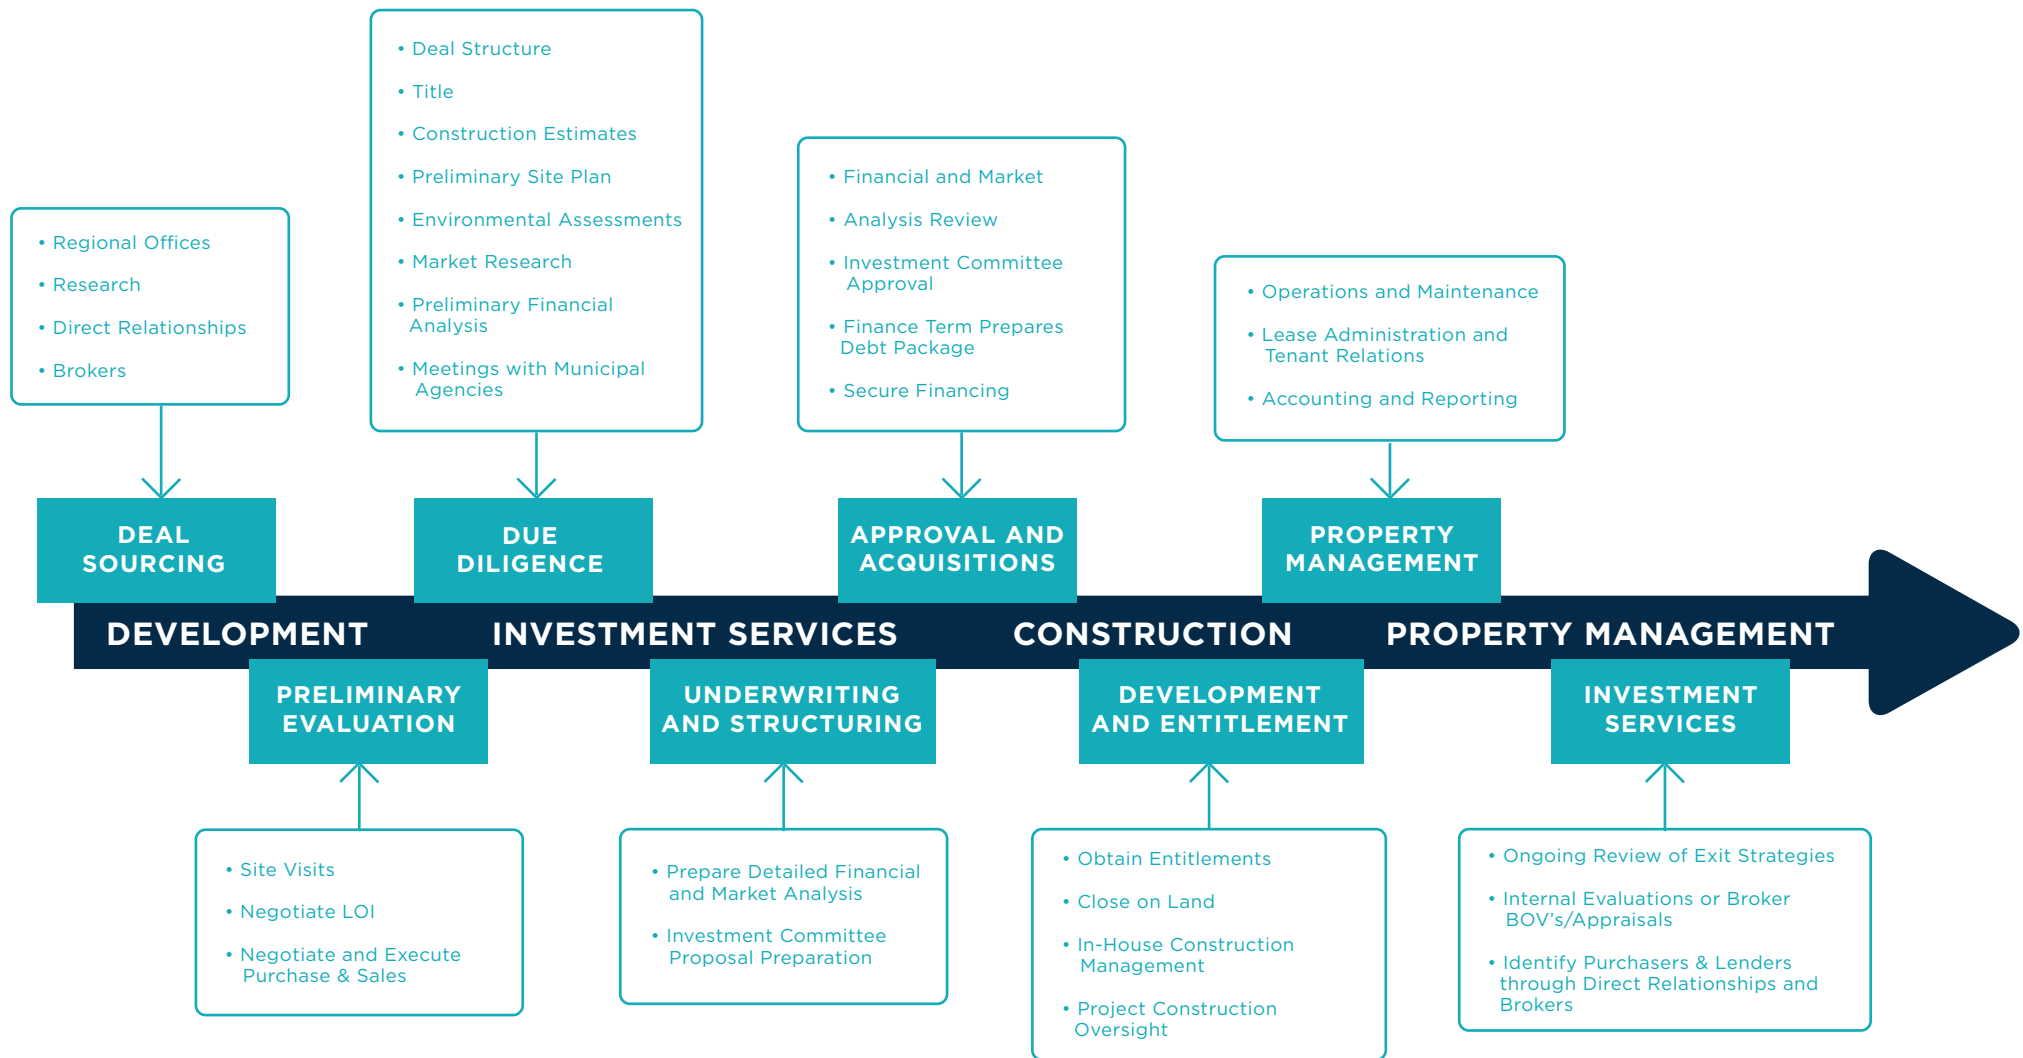 • Deal Structure
• Title
• Construction Estimates
• Preliminary Site Plan
• Environmental Assessments
• Market Research
• Preliminary Financial
Analysis
• Meetings with Municipal
Agencies
• Financial and Market
• Analysis Review
• Investment Committee
Approval
• Finance Term Prepares
Debt Package
• Secure Financing
• Regional Offices
• Research
• Direct Relationships
• Brokers
• Operations and Maintenance
• Lease Administration and
Tenant Relations
• Accounting and Reporting
DEAL
SOURCING
DUE
DILIGENCE
APPROVAL AND
ACQUISITIONS
PROPERTY
MANAGEMENT
DEVELOPMENT
INVESTMENT SERVICES
CONSTRUCTION
PROPERTY MANAGEMENT
PRELIMINARY
EVALUATION
UNDERWRITING
AND STRUCTURING
DEVELOPMENT
AND ENTITLEMENT
INVESTMENT
SERVICES
• Site Visits
• Negotiate LOI
• Negotiate and Execute
Purchase & Sales
• Prepare Detailed Financial
and Market Analysis
• Investment Committee
Proposal Preparation
• Obtain Entitlements
• Close on Land
• In-House Construction
Management
• Project Construction
Oversight
• Ongoing Review of Exit Strategies
• Internal Evaluations or Broker
BOV's/Appraisals
• Identify Purchasers & Lenders
through Direct Relationships and
Brokers